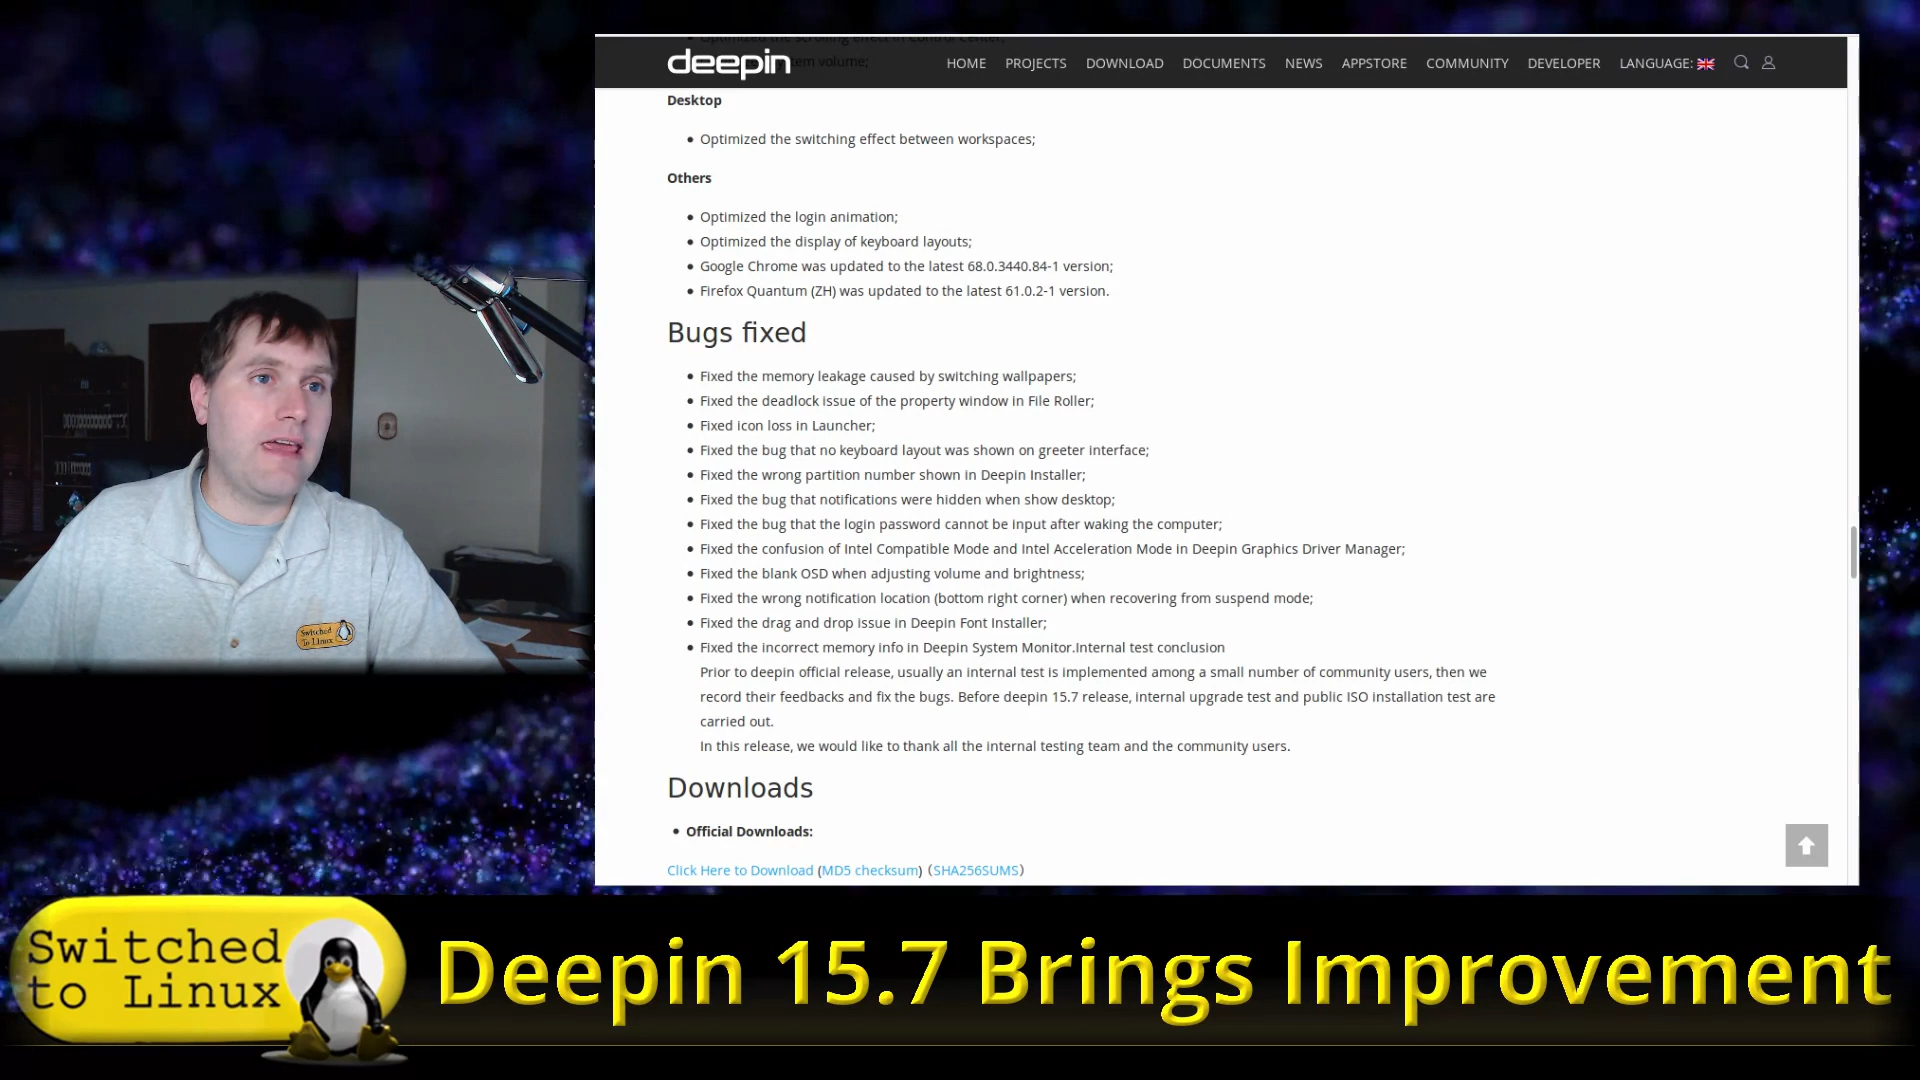 Optimized the scrolling effect in Control Center;
deepin
tem volume;
HOME PROJECTS DOWNLOAD DOCUMENTS NEWS APPSTORE COMMUNITY DEVELOPER LANGUAGE:
Desktop
• Optimized the switching effect between workspaces;
Others
• Optimized the login animation;
• Optimized the display of keyboard layouts;
• Google Chrome was updated to the latest 68.0.3440.84-1 version;
• Firefox Quantum (ZH) was updated to the latest 61.0.2-1 version.
Bugs fixed
• Fixed the memory leakage caused by switching wallpapers;
• Fixed the deadlock issue of the property window in File Roller;
• Fixed icon loss in Launcher;
• Fixed the bug that no keyboard layout was shown on greeter interface;
• Fixed the wrong partition number shown in Deepin Installer;
• Fixed the bug that notifications were hidden when show desktop;
• Fixed the bug that the login password cannot be input after waking the computer;
• Fixed the confusion of Intel Compatible Mode and Intel Acceleration Mode in Deepin Graphics Driver Manager;
• Fixed the blank OSD when adjusting volume and brightness;
• Fixed the wrong notification location (bottom right corner) when recovering from suspend mode;
• Fixed the drag and drop issue in Deepin Font Installer;
• Fixed the incorrect memory info in Deepin System Monitor.Internal test conclusion
Prior to deepin official release, usually an internal test is implemented among a small number of community users, then we
record their feedbacks and fix the bugs. Before deepin 15.7 release, internal upgrade test and public ISO installation test are
carried out.
In this release, we would like to thank all the internal testing team and the community users.
Downloads
• Official Downloads:
Click Here to Download (MD5 checksum) (SHA256SUMS)
Switched
To Linux
Switched
to Linux
Deepin 15.7 Brings Improvement